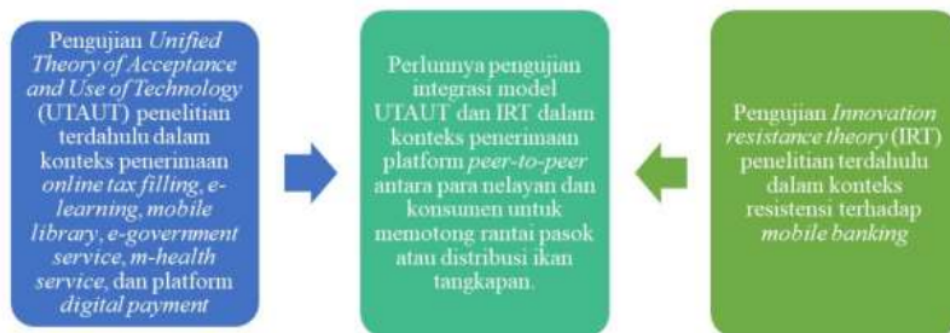 Pengujian Unified
Theory of Acceptance
and Use of Technology
(UTAUT) penelitian
terdahulu dalam
konteks penerimaan
online tax filling, e-
learning, mobile
library, e-government
service, m-health
service, dan platform
digital payment
Perlunnya pengujian
integrasi model
UTAUT dan IRT dalam
konteks penerimaan
platform peer-to-peer
antara para nelayan dan
konsumen untuk
memotong rantai pasok
atau distribusi ikan
tangkapan.
Pengujian Innovation
resistance theory (IRT)
penelitian terdahulu
dalam konteks
resistensi terhadap
mobile banking